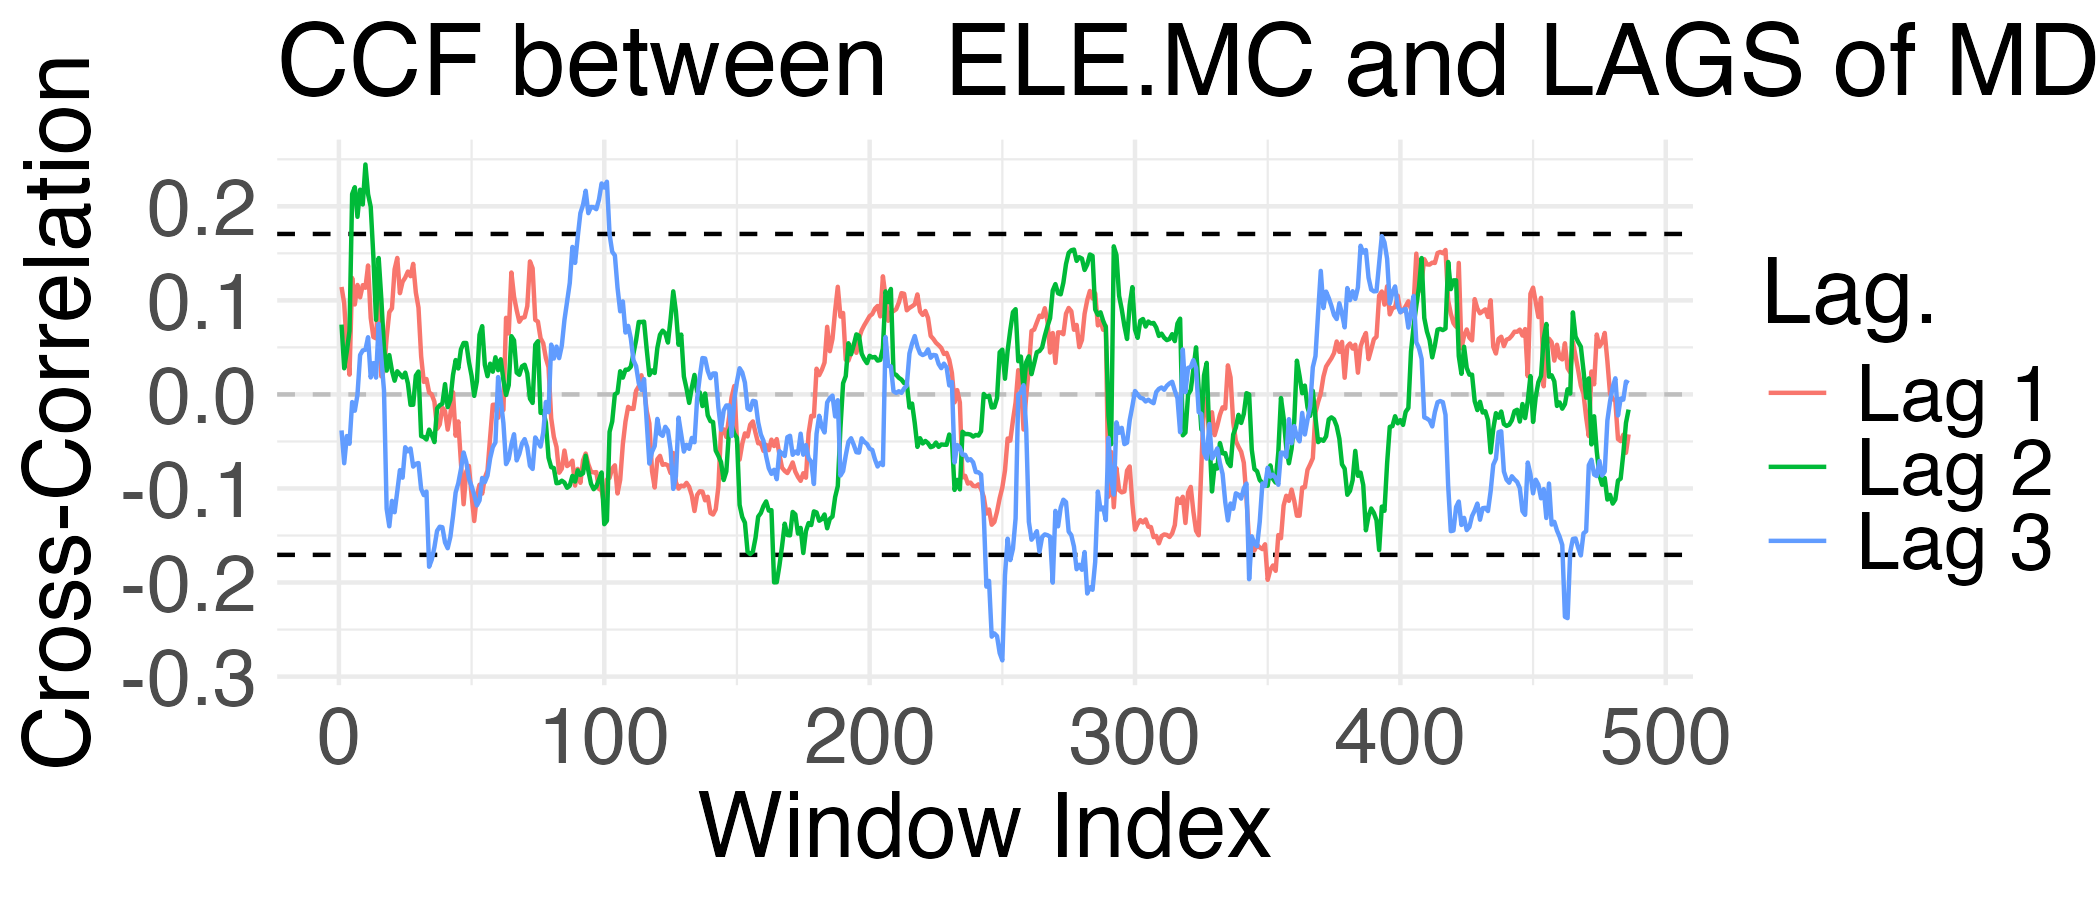 CCF between  ELE.MC and LAGS of MD
Cross-Correlation
0.2
0.1
0.0
-0.1
-0.2
-0.3
0 100 200 300 400 500
Window Index
Lag.
Lag 1
Lag 2
Lag 3